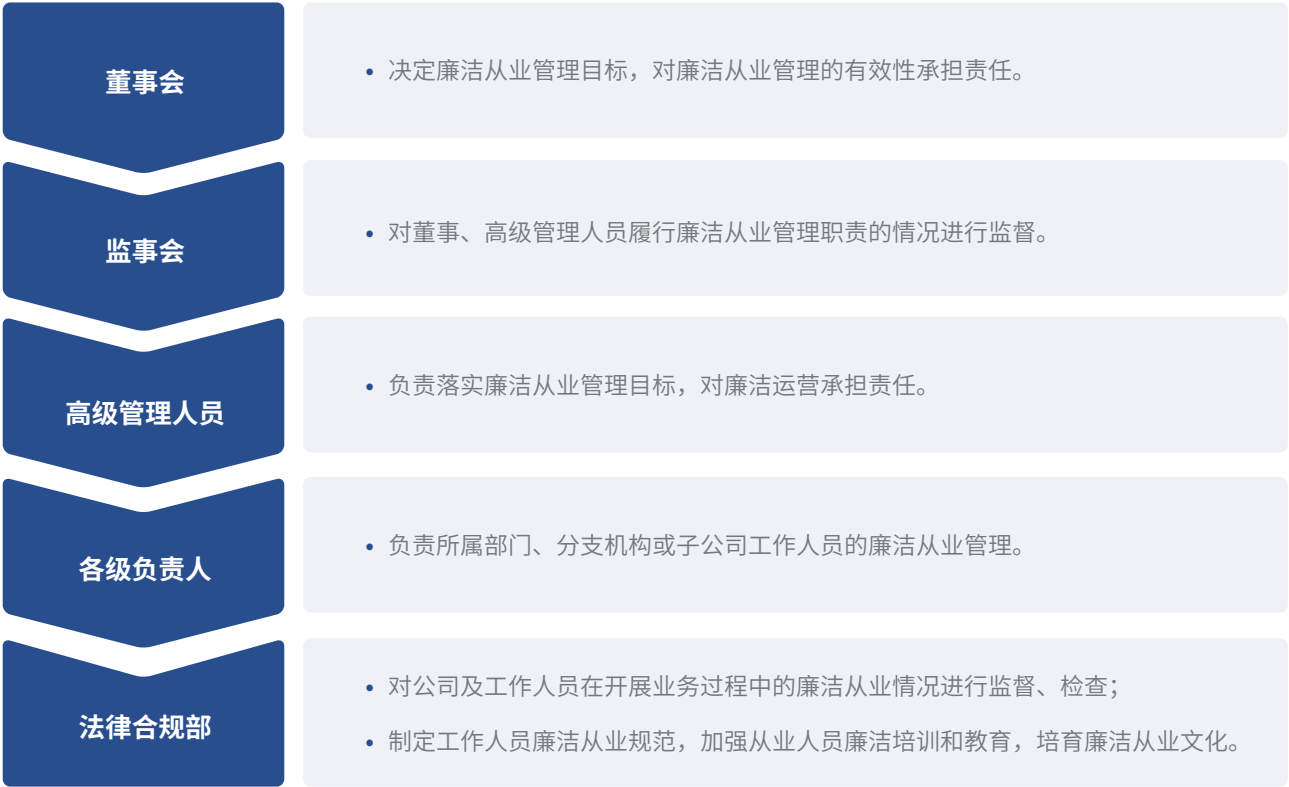 董事会
• 决定廉洁从业管理目标，对廉洁从业管理的有效性承担责任。
监事会
• 对董事、高级管理人员履行廉洁从业管理职责的情况进行监督。
高级管理人员
• 负责落实廉洁从业管理目标，对廉洁运营承担责任。
各级负责人
• 负责所属部门、分支机构或子公司工作人员的廉洁从业管理。
法律合规部
• 对公司及工作人员在开展业务过程中的廉洁从业情况进行监督、检查；
• 制定工作人员廉洁从业规范，加强从业人员廉洁培训和教育，培育廉洁从业文化。